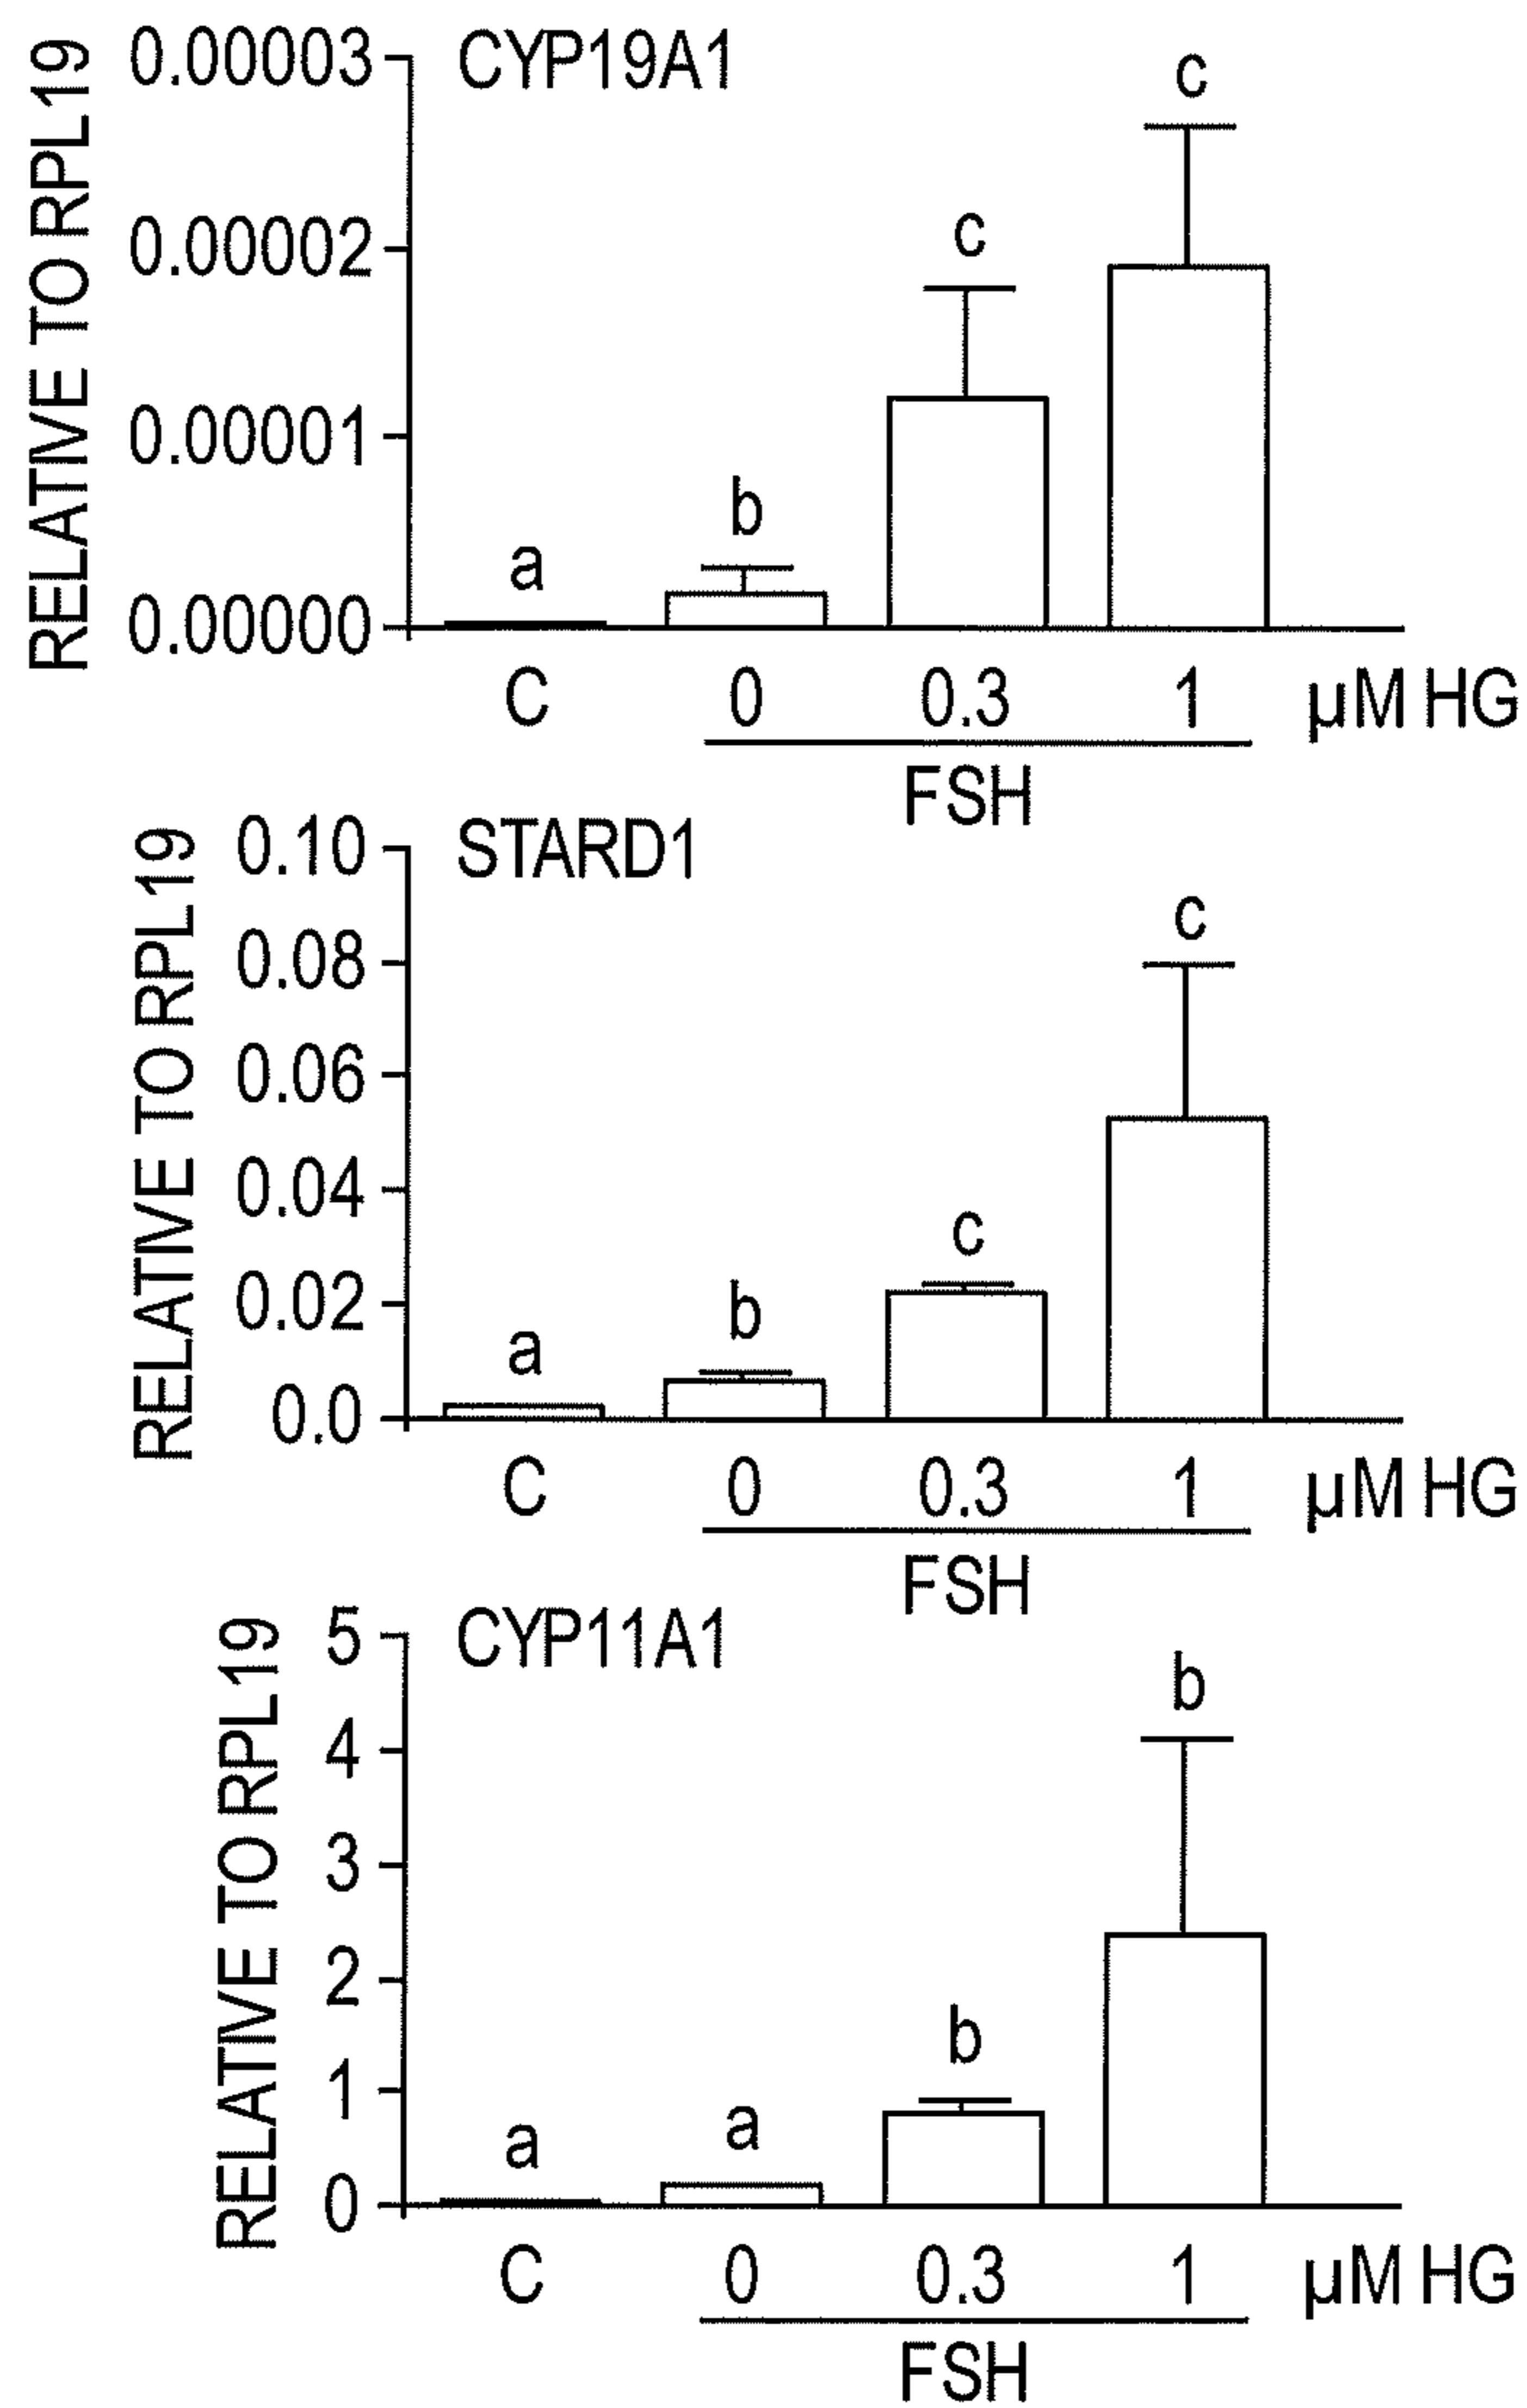 CYP19A1
RELATIVE TO RPL19
0.00003
0.00002
0.00001
0.00000
a
b
c
c
C 0 0.3 1 µM HG
FSH
STARD1
RELATIVE TO RPL19
0.10
0.08
0.06
0.04
0.02
0.0
a
b
c
c
C 0 0.3 1 µM HG
FSH
CYP11A1
RELATIVE TO RPL19
5
4
3
2
1
0
a
a
b
b
C 0 0.3 1 µM HG
FSH